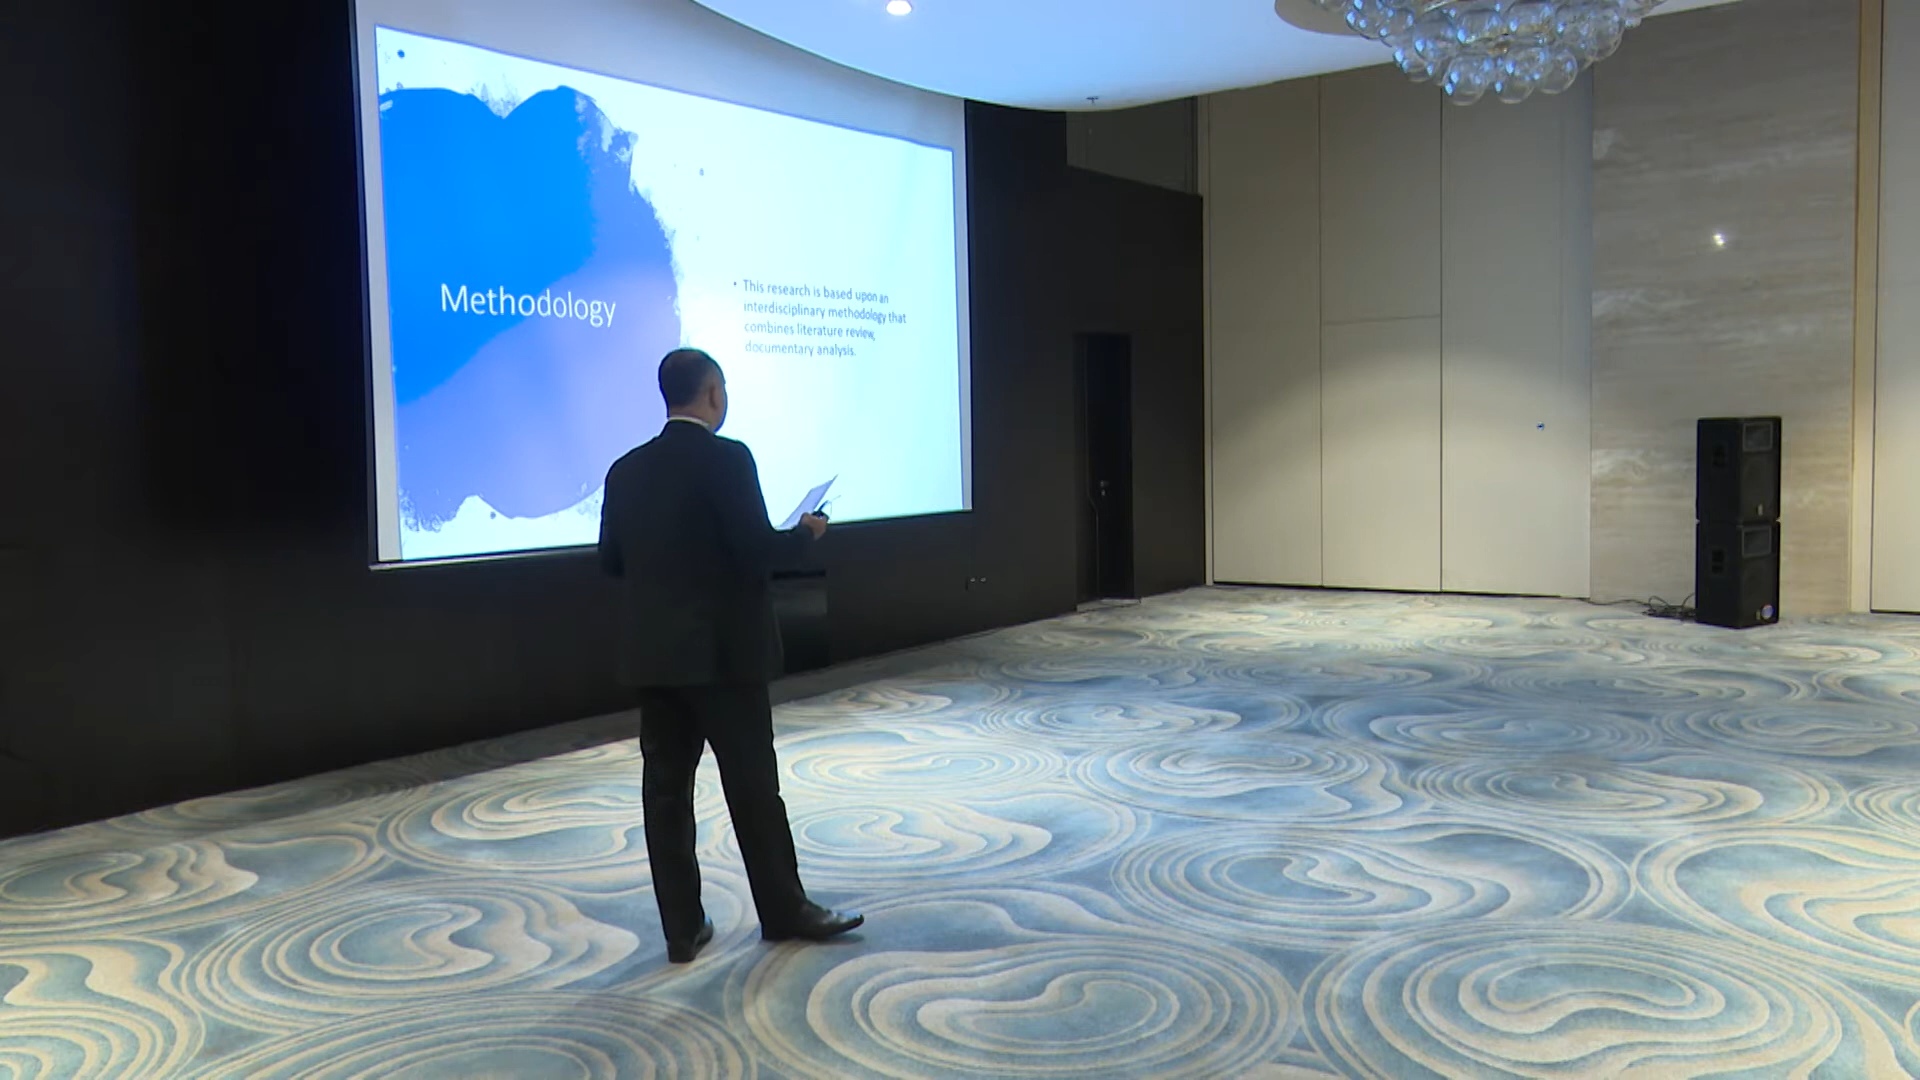 Methodology
• This research is based upon an
interdisciplinary methodology that
combines literature review,
documentary analysis.